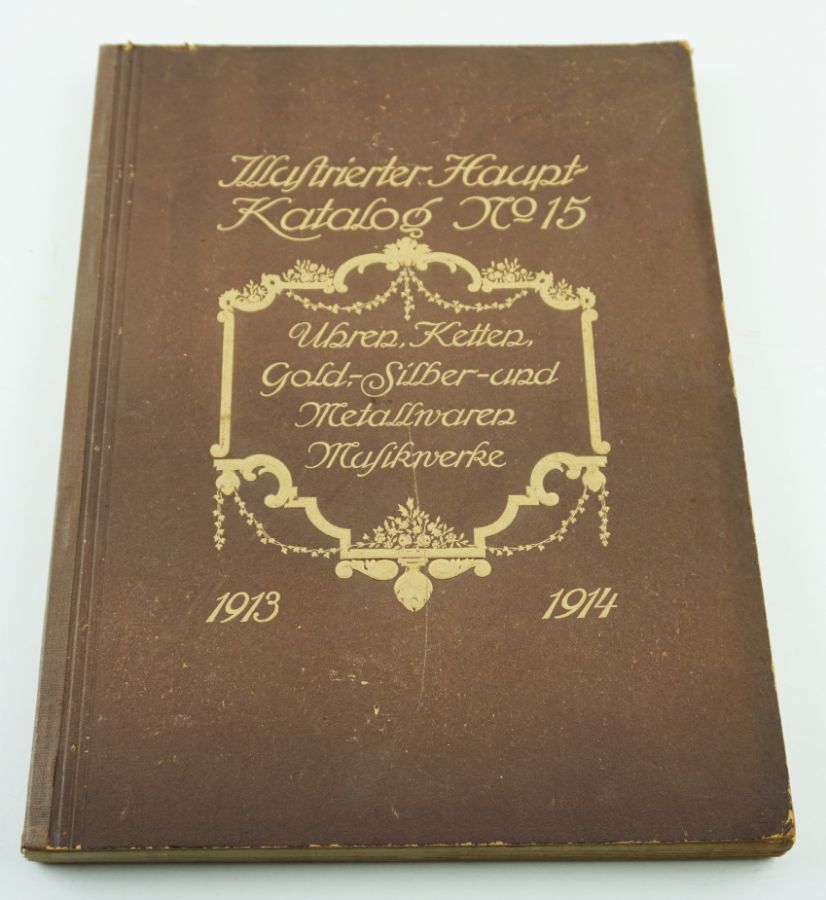 Illustrierter Haupt-
Katalog No 15
Uhren, Ketten,
Gold-, Silber- und
Metallwaren
Musikwerke
1913 1914